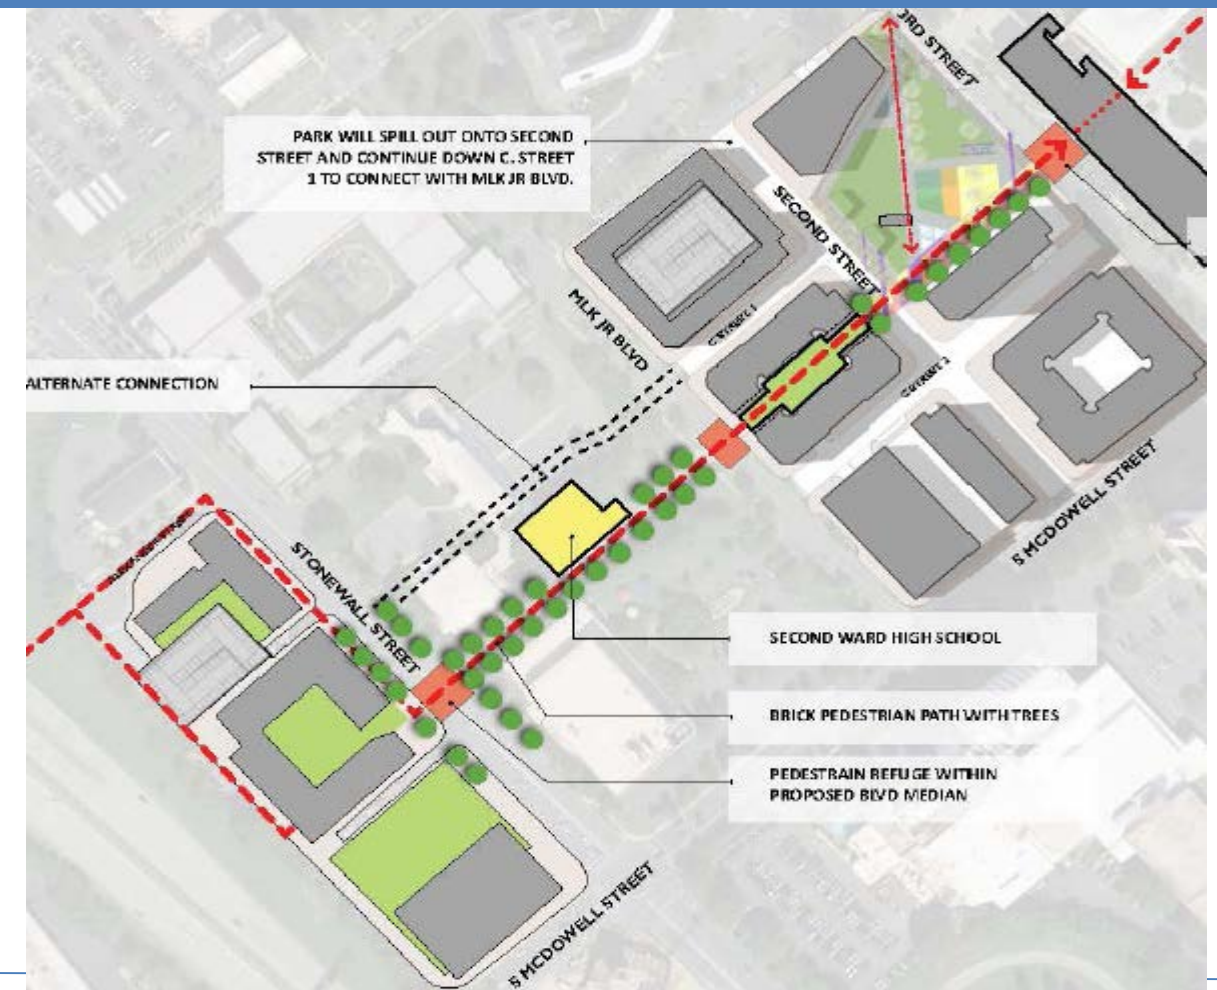 3RD STREET
PARK WILL SPILL OUT ONTO SECOND
STREET AND CONTINUE DOWN C. STREET
1 TO CONNECT WITH MLK JR BLVD.
SECOND STREET
MLK JR BLVD
ALTERNATE CONNECTION
S MCDOWELL STREET
STONEWALL STREET
SECOND WARD HIGH SCHOOL
BRICK PEDESTRIAN PATH WITH TREES
PEDESTRAIN REFUGE WITHIN
PROPOSED BLVD MEDIAN
S MCDOWELL STREET